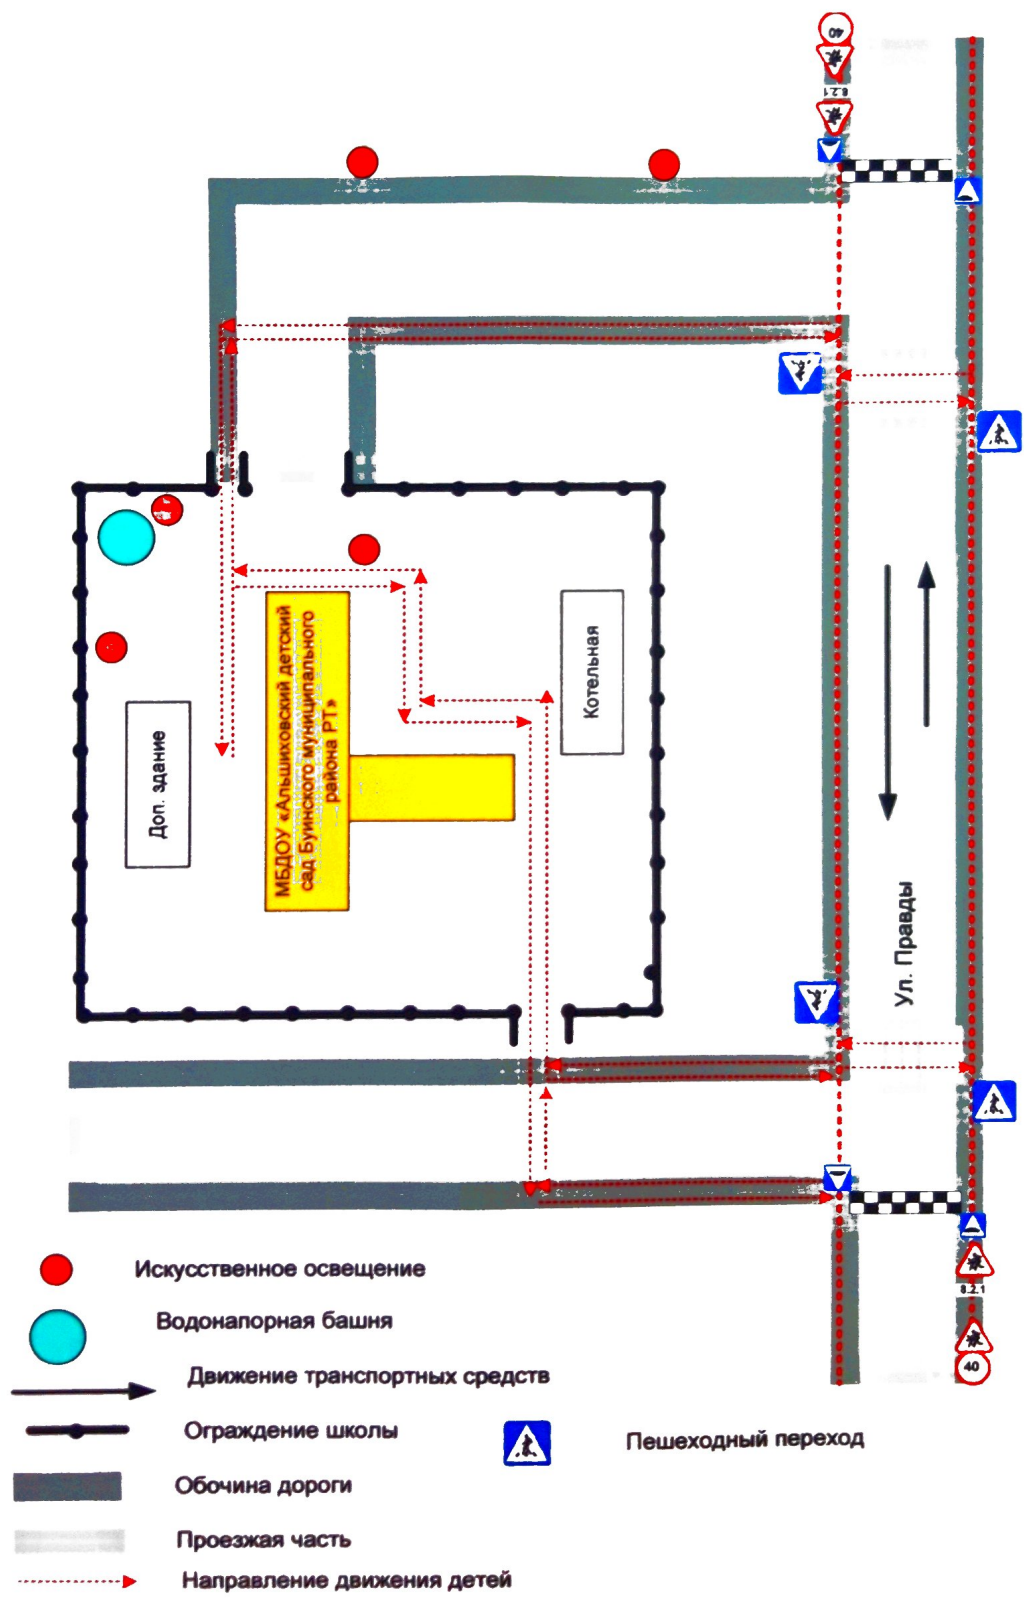 40
8.2.1
МБДОУ «Альшиховский детский
сад Буинского муниципального
района РТ»
Котельная
Доп. здание
Ул. Правды
8.2.1
40
Искусственное освещение
Водонапорная башня
Движение транспортных средств
Ограждение школы
Обочина дороги
Проезжая часть
Направление движения детей
Пешеходный переход